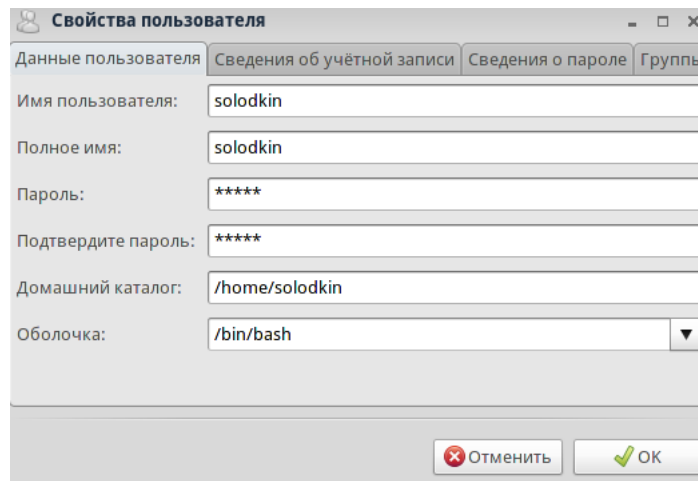 Свойства пользователя
Данные пользователя Сведения об учётной записи Сведения о пароле Группы
Имя пользователя: solodkin
Полное имя: solodkin
Пароль: *****
Подтвердите пароль: *****
Домашний каталог: /home/solodkin
Оболочка: /bin/bash
Отменить OK